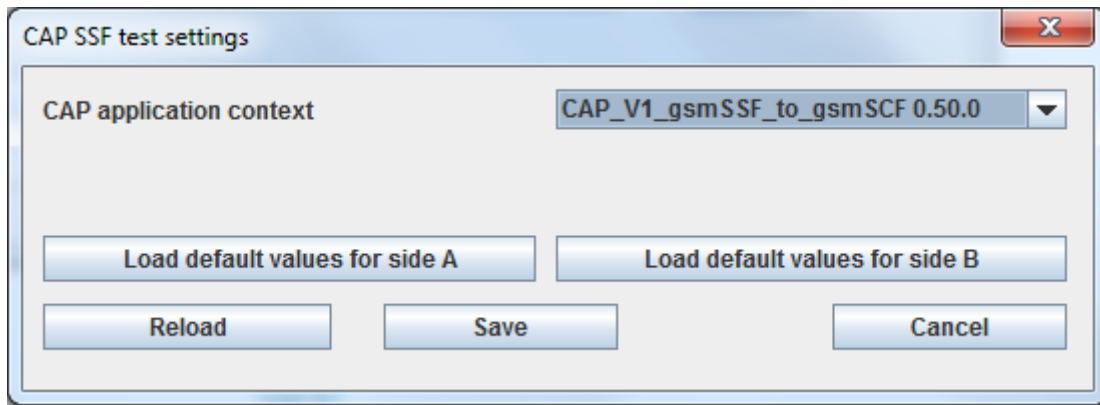 CAP SSF test settings
CAP application context
CAP_V1_gsmSSF_to_gsmSCF 0.50.0
Load default values for side A
Load default values for side B
Reload
Save
Cancel